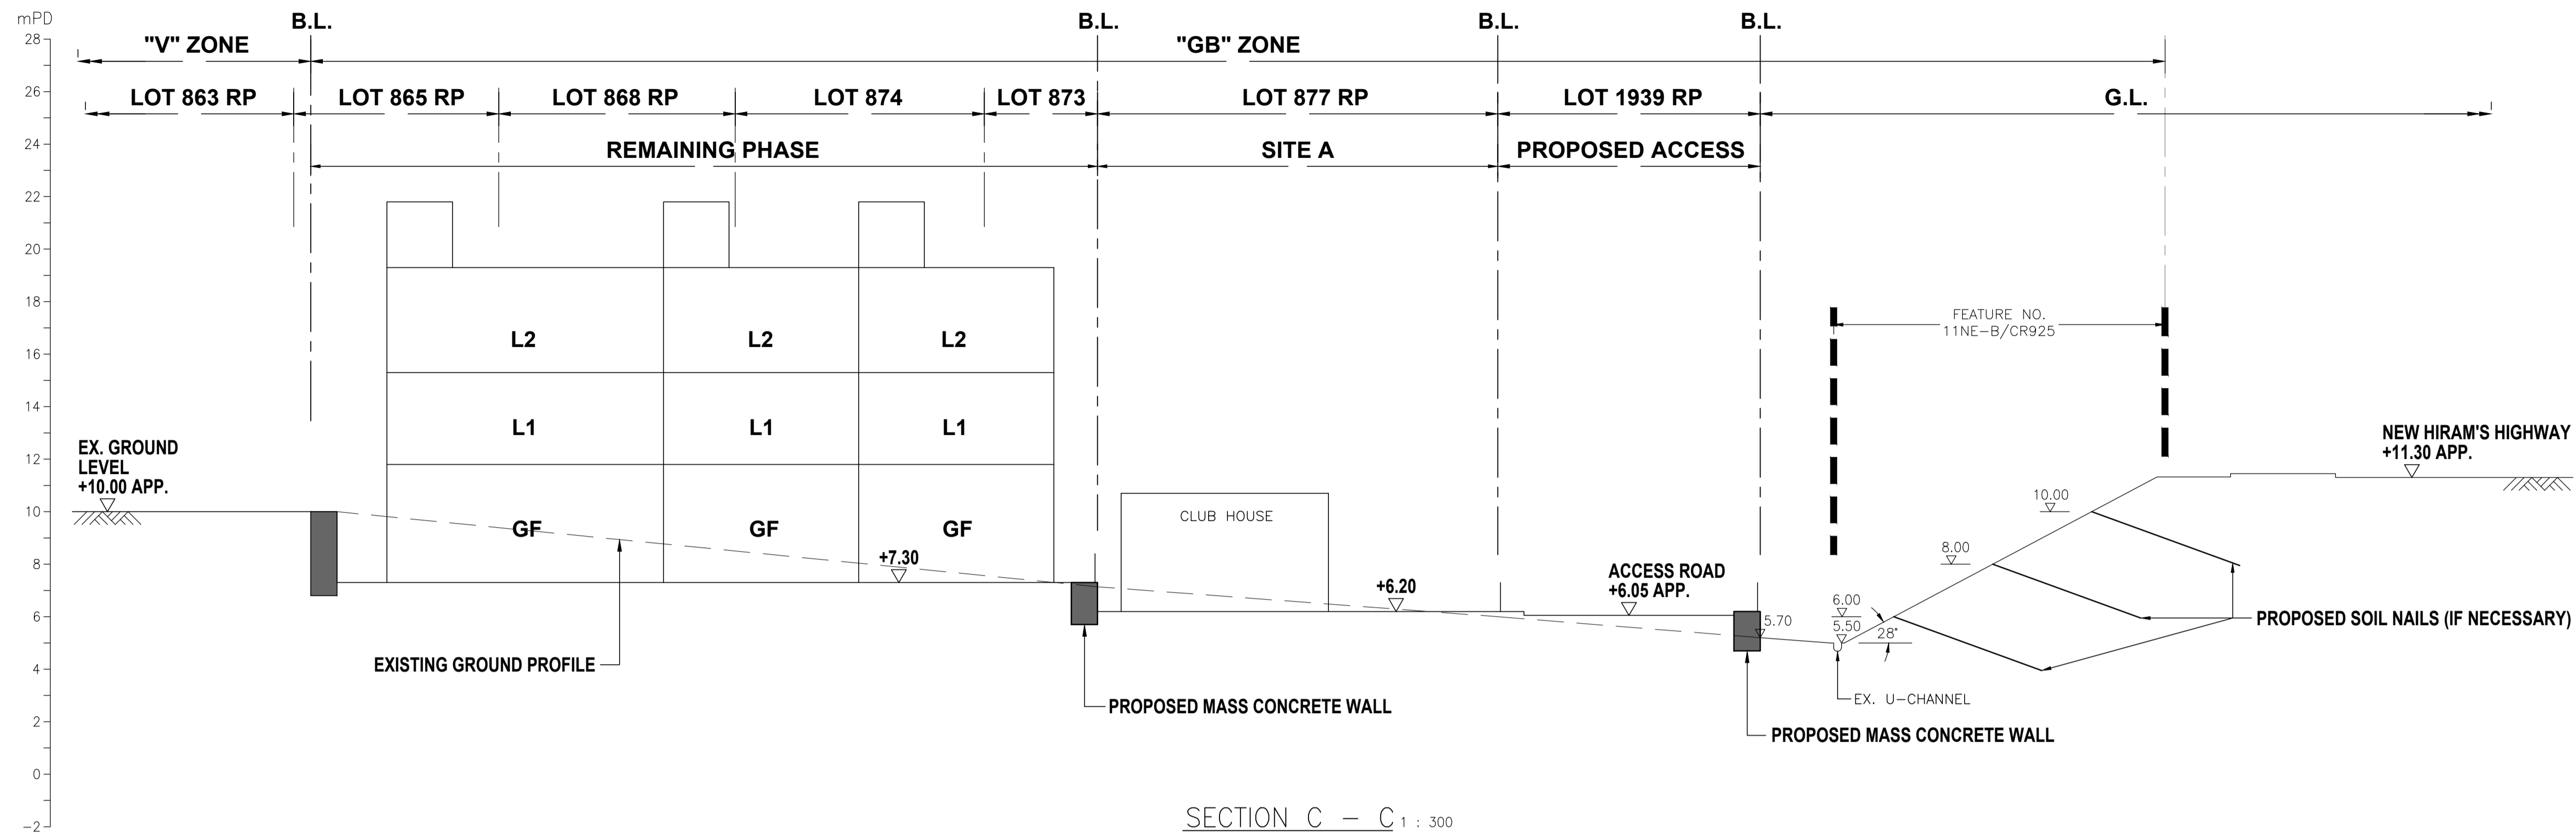 mPD
B.L.
B.L.
B.L.
B.L.
28
"V" ZONE
"GB" ZONE
26
LOT 863 RP
LOT 865 RP
LOT 868 RP
LOT 874
LOT 873
LOT 877 RP
LOT 1939 RP
G.L.
24
REMAINING PHASE
SITE A
PROPOSED ACCESS
22
20
18
FEATURE NO.
11NE-B/CR925
16
L2
L2
L2
14
L1
L1
L1
12
EX. GROUND
LEVEL
+10.00 APP.
NEW HIRAM'S HIGHWAY
+11.30 APP.
10
GF
GF
GF
CLUB HOUSE
10.00
8
+7.30
8.00
+6.20
ACCESS ROAD
+6.05 APP.
6
6.00
5.50
5.70
28°
PROPOSED SOIL NAILS (IF NECESSARY)
4
EXISTING GROUND PROFILE
EX. U-CHANNEL
2
PROPOSED MASS CONCRETE WALL
PROPOSED MASS CONCRETE WALL
0
-2
SECTION C - C 1 : 300